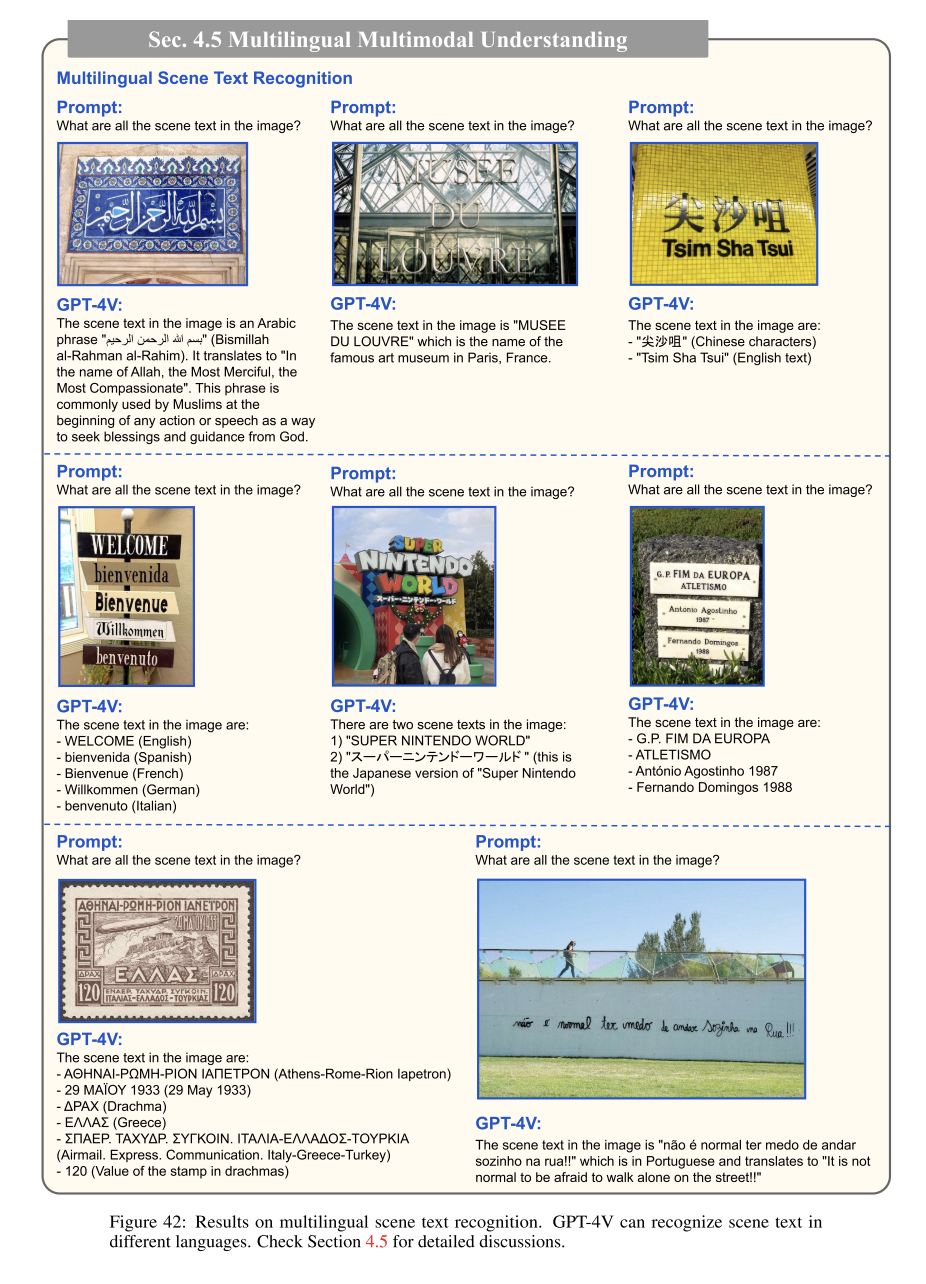 Sec. 4.5 Multilingual Multimodal Understanding
Multilingual Scene Text Recognition
Prompt:
What are all the scene text in the image?
بسم الله الرحمن الرحيم
GPT-4V:
The scene text in the image is an Arabic
phrase "بسم الله الرحمن الرحيم" (Bismillah
al-Rahman al-Rahim). It translates to "In
the name of Allah, the Most Merciful, the
Most Compassionate". This phrase is
commonly used by Muslims at the
beginning of any action or speech as a way
to seek blessings and guidance from God.
Prompt:
What are all the scene text in the image?
MUSEE
DU
LOUVRE
GPT-4V:
The scene text in the image is "MUSEE
DU LOUVRE" which is the name of the
famous art museum in Paris, France.
Prompt:
What are all the scene text in the image?
尖沙咀
Tsim Sha Tsui
GPT-4V:
The scene text in the image are:
- "尖沙咀" (Chinese characters)
- "Tsim Sha Tsui" (English text)
Prompt:
What are all the scene text in the image?
WELCOME
bienvenida
Bienvenue
Willkommen
benvenuto
GPT-4V:
The scene text in the image are:
- WELCOME (English)
- bienvenida (Spanish)
- Bienvenue (French)
- Willkommen (German)
- benvenuto (Italian)
Prompt:
What are all the scene text in the image?
SUPER
NINTENDO
WORLD
スーパー・ニンテンドー・ワールド
GPT-4V:
There are two scene texts in the image:
1) "SUPER NINTENDO WORLD"
2) "スーパーニンテンドーワールド" (this is
the Japanese version of "Super Nintendo
World")
Prompt:
What are all the scene text in the image?
G.P. FIM DA EUROPA
ATLETISMO
António Agostinho
1987
Fernando Domingos
1988
GPT-4V:
The scene text in the image are:
- G.P. FIM DA EUROPA
- ATLETISMO
- António Agostinho 1987
- Fernando Domingos 1988
Prompt:
What are all the scene text in the image?
ΑΘΗΝΑΙ-ΡΩΜΗ-ΡΙΟΝ
ΔΡΑΧ ΕΛΛΑΣ ΔΡΑΧ
120 ΕΝΑΕΡ. ΤΑΧΥΔΡ. ΣΥΓΚΟΙΝ. 120
ΙΤΑΛΙΑΣ-ΕΛΛΑΔΟΣ-ΤΟΥΡΚΙΑΣ
GPT-4V:
The scene text in the image are:
- ΑΘΗΝΑΙ-ΡΩΜΗ-ΡΙΟΝ ΙΑΠΕΤΡΟΝ (Athens-Rome-Rion Iapetron)
- 29 ΜΑΪΟΥ 1933 (29 May 1933)
- ΔΡΑΧ (Drachma)
- ΕΛΛΑΣ (Greece)
- ΣΠΑΕΡ. ΤΑΧΥΔΡ. ΣΥΓΚΟΙΝ. ΙΤΑΛΙΑ-ΕΛΛΑΔΟΣ-ΤΟΥΡΚΙΑ
(Airmail. Express. Communication. Italy-Greece-Turkey)
- 120 (Value of the stamp in drachmas)
Prompt:
What are all the scene text in the image?
não é normal ter medo de andar sozinha na Rua!!!
GPT-4V:
The scene text in the image is "não é normal ter medo de andar
sozinho na rua!!" which is in Portuguese and translates to "It is not
normal to be afraid to walk alone on the street!!"
Figure 42: Results on multilingual scene text recognition. GPT-4V can recognize scene text in
different languages. Check Section 4.5 for detailed discussions.